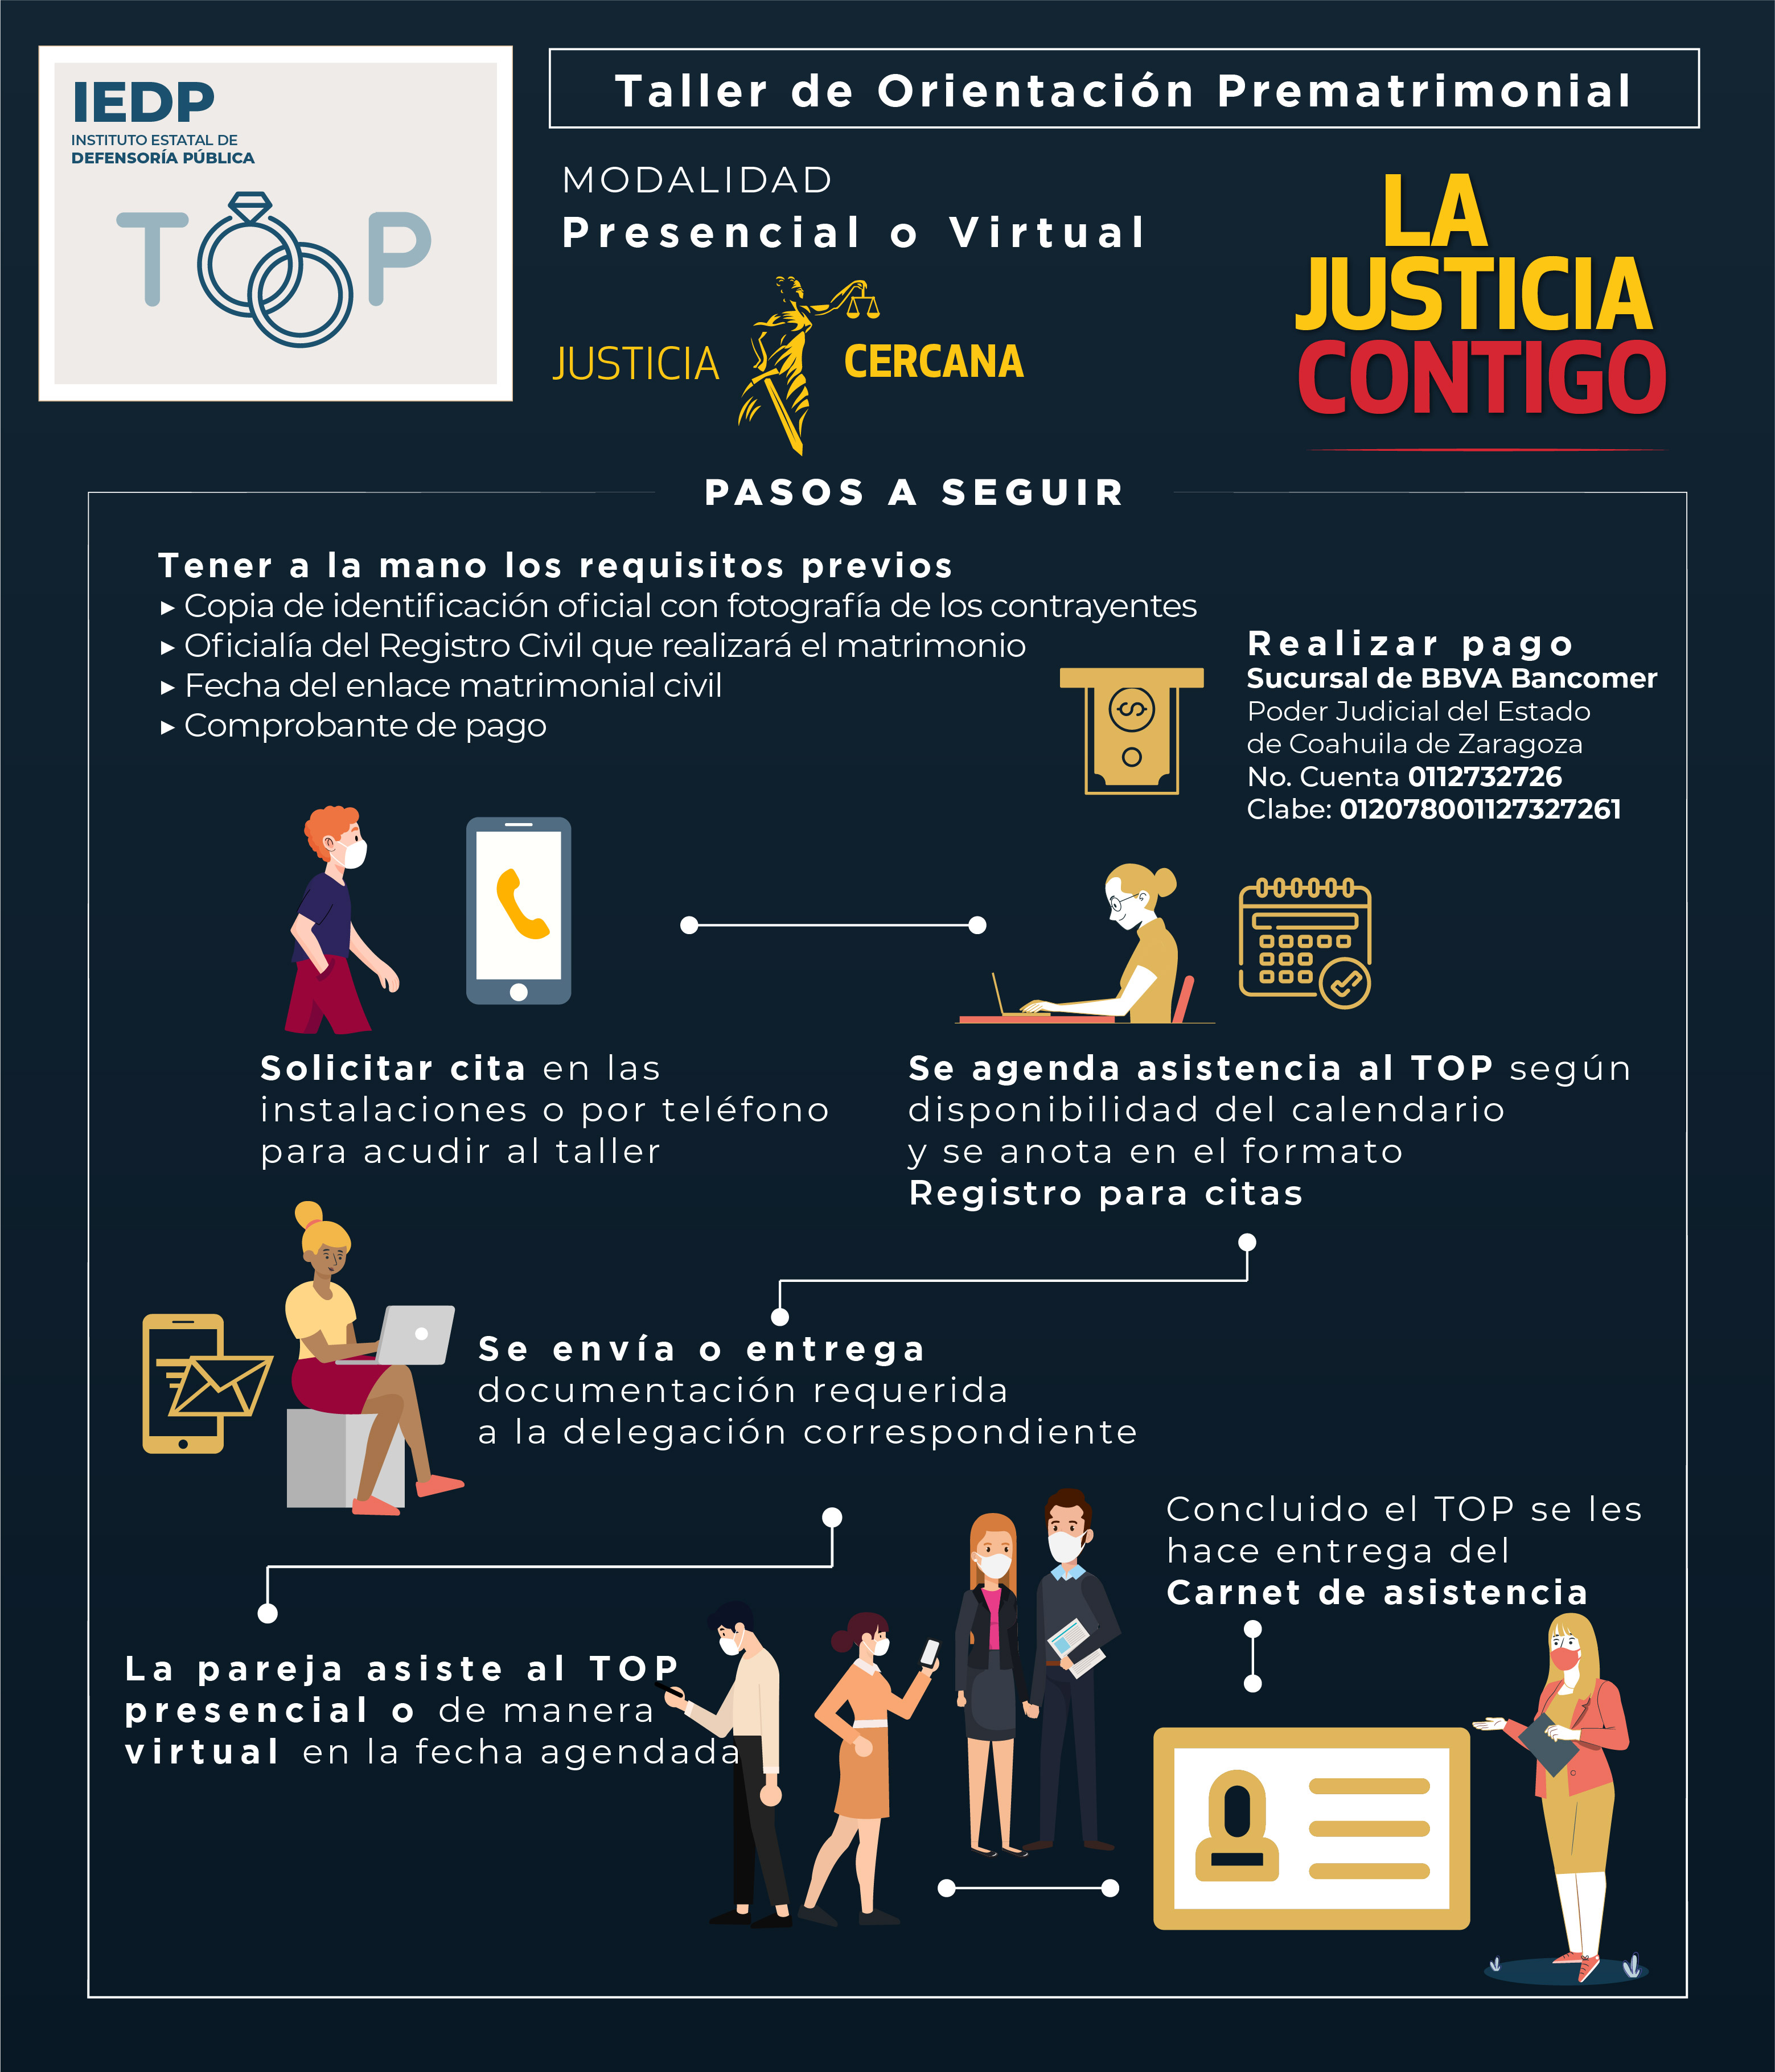 IEDP
INSTITUTO ESTATAL DE
DEFENSORÍA PÚBLICA
TOP
Taller de Orientación Prematrimonial
MODALIDAD
Presencial o Virtual
JUSTICIA CERCANA
LA
JUSTICIA
CONTIGO
PASOS A SEGUIR
Tener a la mano los requisitos previos
▸ Copia de identificación oficial con fotografía de los contrayentes
▸ Oficialía del Registro Civil que realizará el matrimonio
▸ Fecha del enlace matrimonial civil
▸ Comprobante de pago
Realizar pago
Sucursal de BBVA Bancomer
Poder Judicial del Estado
de Coahuila de Zaragoza
No. Cuenta 0112732726
Clabe: 012078001127327261
Solicitar cita en las
instalaciones o por teléfono
para acudir al taller
Se agenda asistencia al TOP según
disponibilidad del calendario
y se anota en el formato
Registro para citas
Se envía o entrega
documentación requerida
a la delegación correspondiente
La pareja asiste al TOP
presencial o de manera
virtual en la fecha agendada
Concluido el TOP se les
hace entrega del
Carnet de asistencia